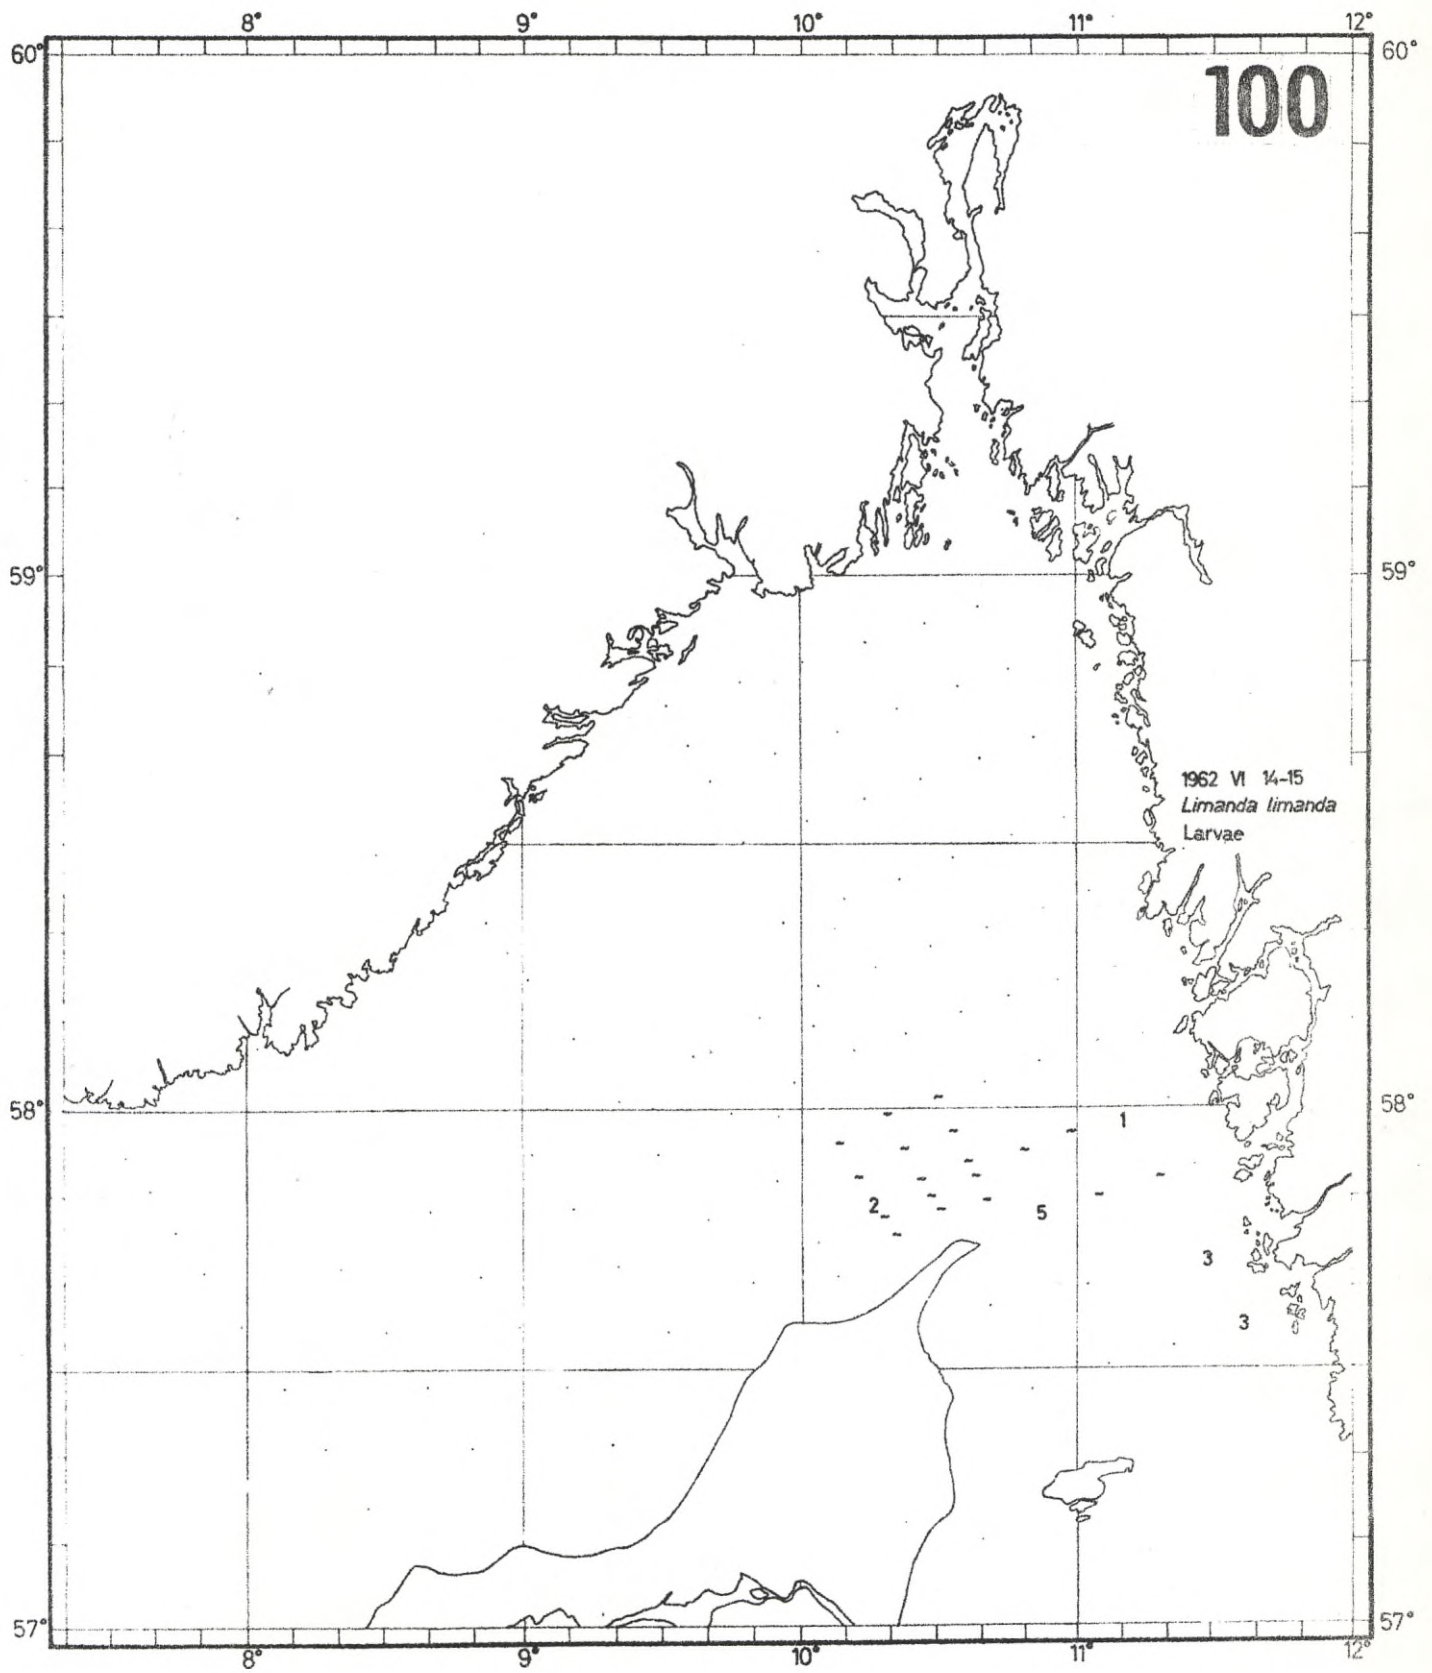 8° 9° 10° 11° 12°
60° 60°
100
59° 59°
1962 VI 14-15
Limanda limanda
Larvae
58° 58°
1
~ ~ ~ ~ ~ ~ ~ ~ ~ ~ ~ ~ ~ ~ ~ ~ ~ ~ ~
2 5
3
3
57° 57°
8° 9° 10° 11° 12°